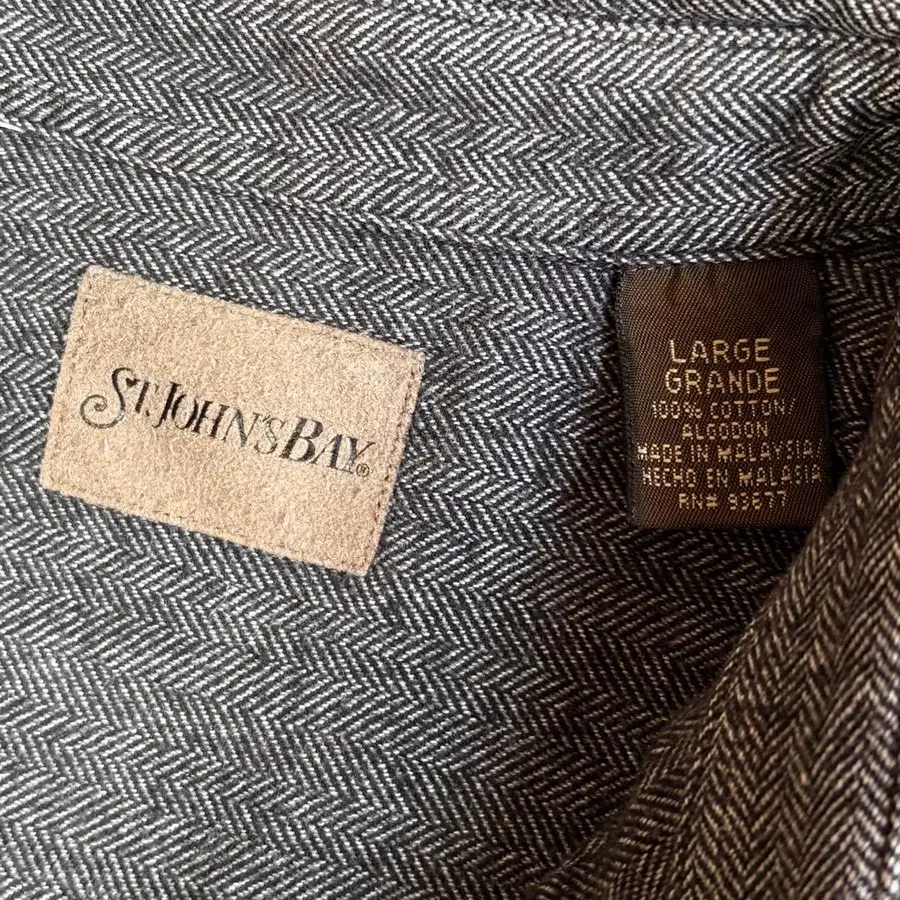 ST. JOHN'S BAY®
LARGE
GRANDE
100% COTTON/
ALGODON
MADE IN MALAYSIA
HECHO EN MALASIA
RN# 93677